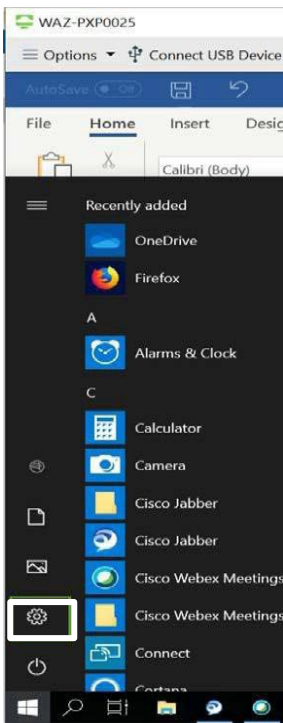 WAZ-PXP0025
Options Connect USB Device
AutoSave Off
File Home Insert Desig
Calibri (Body)
Recently added
OneDrive
Firefox
A
Alarms & Clock
C
Calculator
Camera
Cisco Jabber
Cisco Jabber
Cisco Webex Meetings
Cisco Webex Meetings
Connect
Cortana